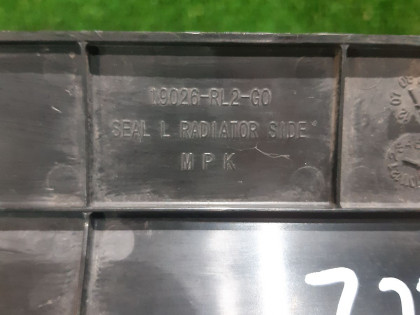 19026-RL2-G0
SEAL L RADIATOR SIDE
M P K